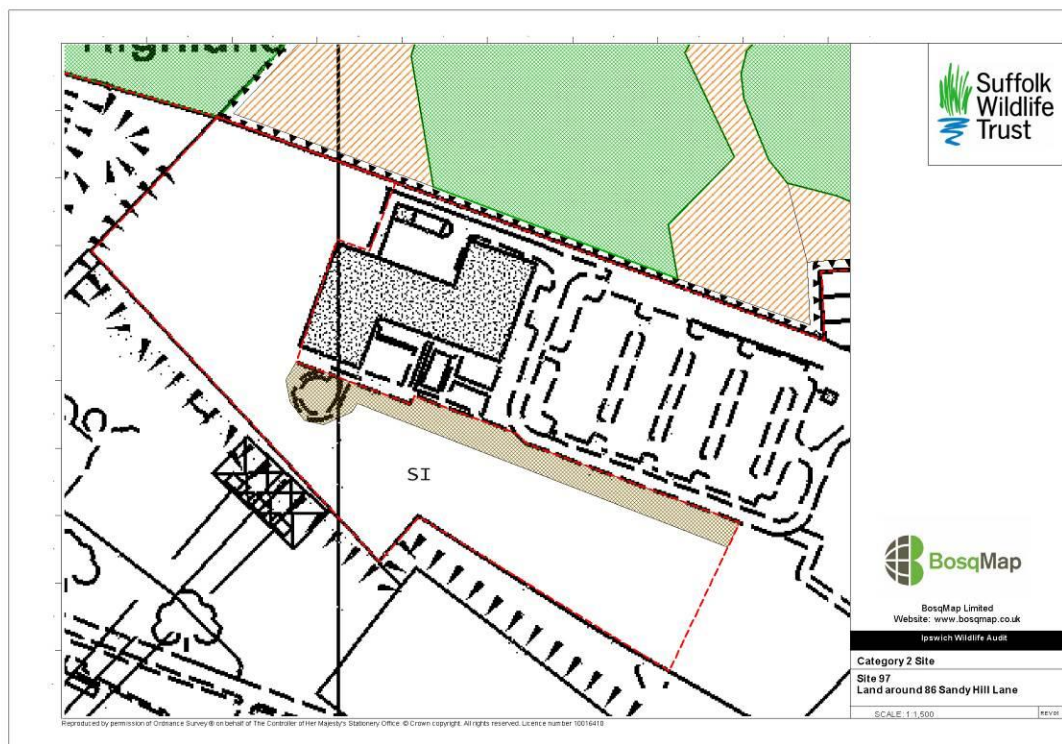 Suffolk
Wildlife
Trust
SI
BosqMap
BosqMap Limited
Website: www.bosqmap.co.uk
Ipswich Wildlife Audit
Category 2 Site
Site 97
Land around 86 Sandy Hill Lane
SCALE: 1:1,500
Reproduced by permission of Ordnance Survey ® on behalf of The Controller of Her Majesty's Stationery Office. © Crown copyright. All rights reserved. Licence number 10016418